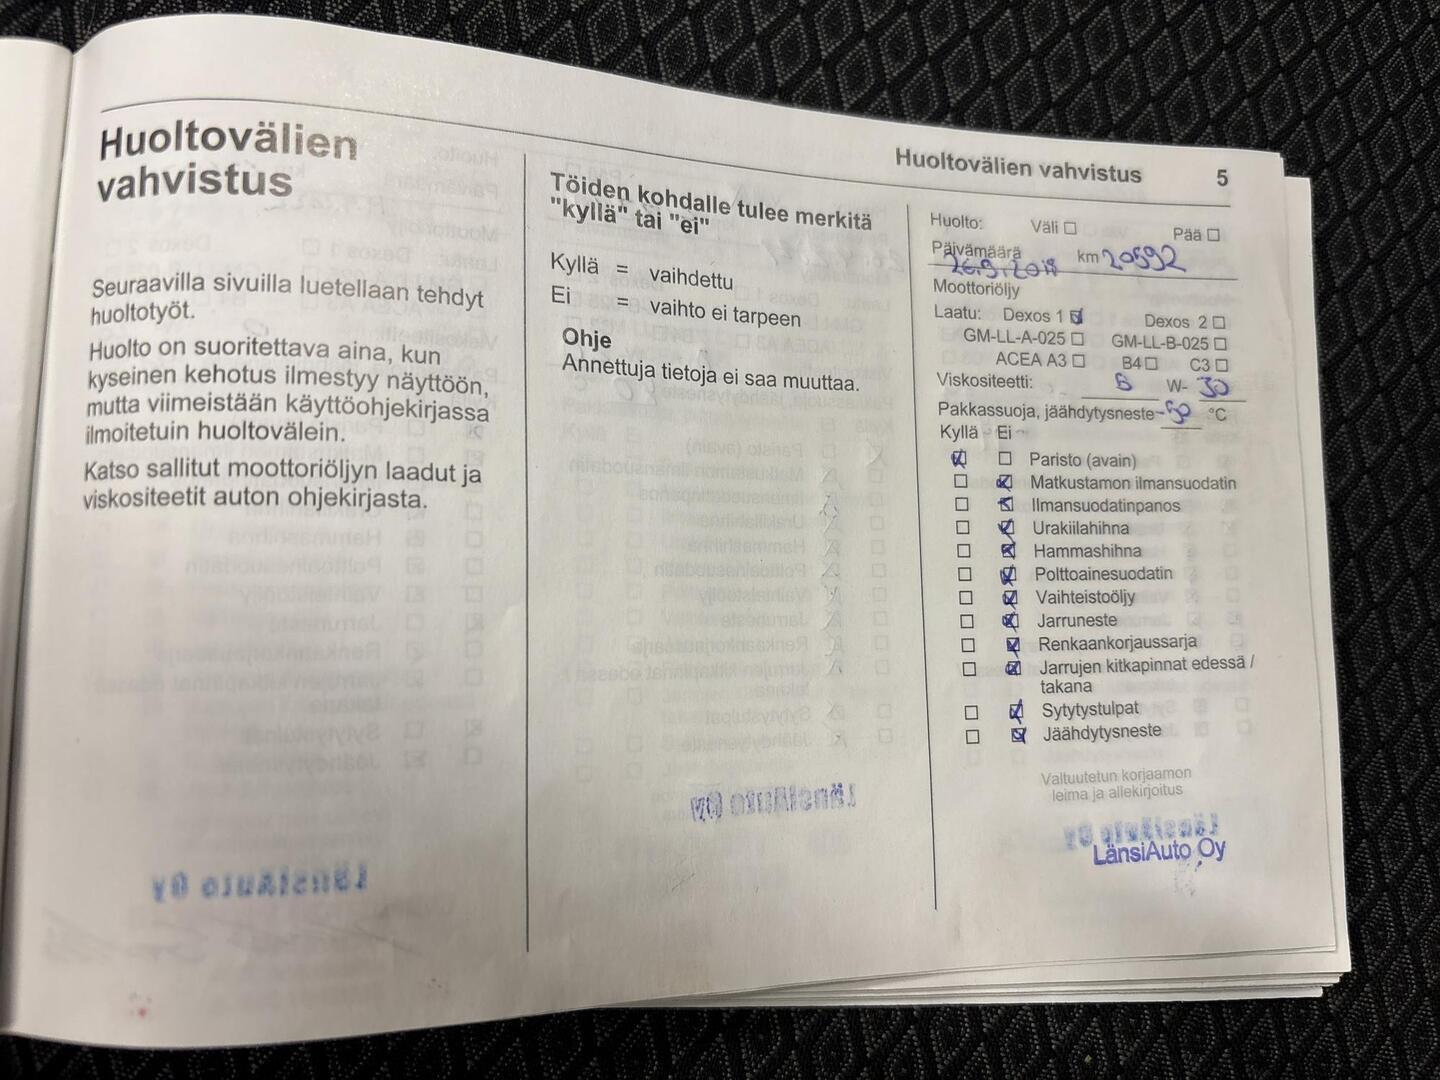 Huoltovälien vahvistus 5
Huoltovälien
vahvistus
Seuraavilla sivuilla luetellaan tehdyt
huoltotyöt.
Huolto on suoritettava aina, kun
kyseinen kehotus ilmestyy näyttöön,
mutta viimeistään käyttöohjekirjassa
ilmoitetuin huoltovälein.
Katso sallitut moottoriöljyn laadut ja
viskositeetit auton ohjekirjasta.
Töiden kohdalle tulee merkitä
"kyllä" tai "ei"
Kyllä = vaihdettu
Ei = vaihto ei tarpeen
Ohje
Annettuja tietoja ei saa muuttaa.
Huolto: Väli ☐ Pää ☐
Päivämäärä km 20592
26.9.2018
Moottoriöljy
Laatu: Dexos 1 ☑ Dexos 2 ☐
GM-LL-A-025 ☐ GM-LL-B-025 ☐
ACEA A3 ☐ B4 ☐ C3 ☐
Viskositeetti: W- 30
Pakkassuoja, jäähdytysneste -50 °C
Kyllä Ei
☑ ☐ Paristo (avain)
☐ ☑ Matkustamon ilmansuodatin
☐ ☑ Ilmansuodatinpanos
☐ ☑ Urakiilahihna
☐ ☑ Hammashihna
☐ ☑ Polttoainesuodatin
☐ ☑ Vaihteistoöljy
☐ ☑ Jarruneste
☐ ☑ Renkaankorjaussarja
☐ ☑ Jarrujen kitkapinnat edessä /
takana
☐ ☑ Sytytystulpat
☐ ☑ Jäähdytysneste
Valtuutetun korjaamon
leima ja allekirjoitus
LänsiAuto Oy